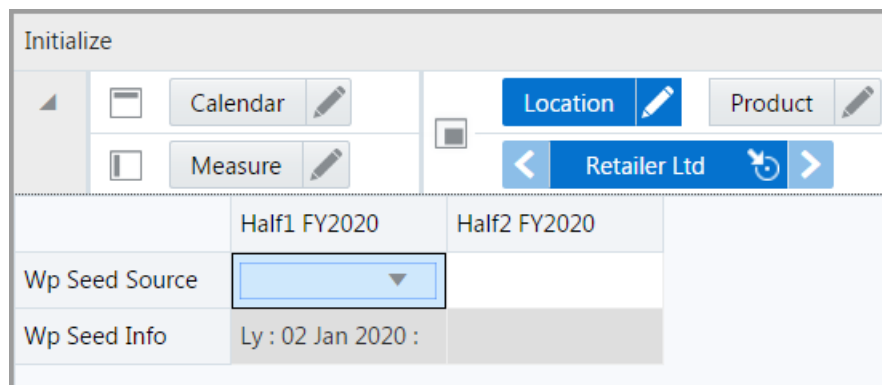 Initialize
Calendar
Location
Product
Measure
Retailer Ltd
Half1 FY2020 Half2 FY2020
Wp Seed Source
Wp Seed Info Ly : 02 Jan 2020 :